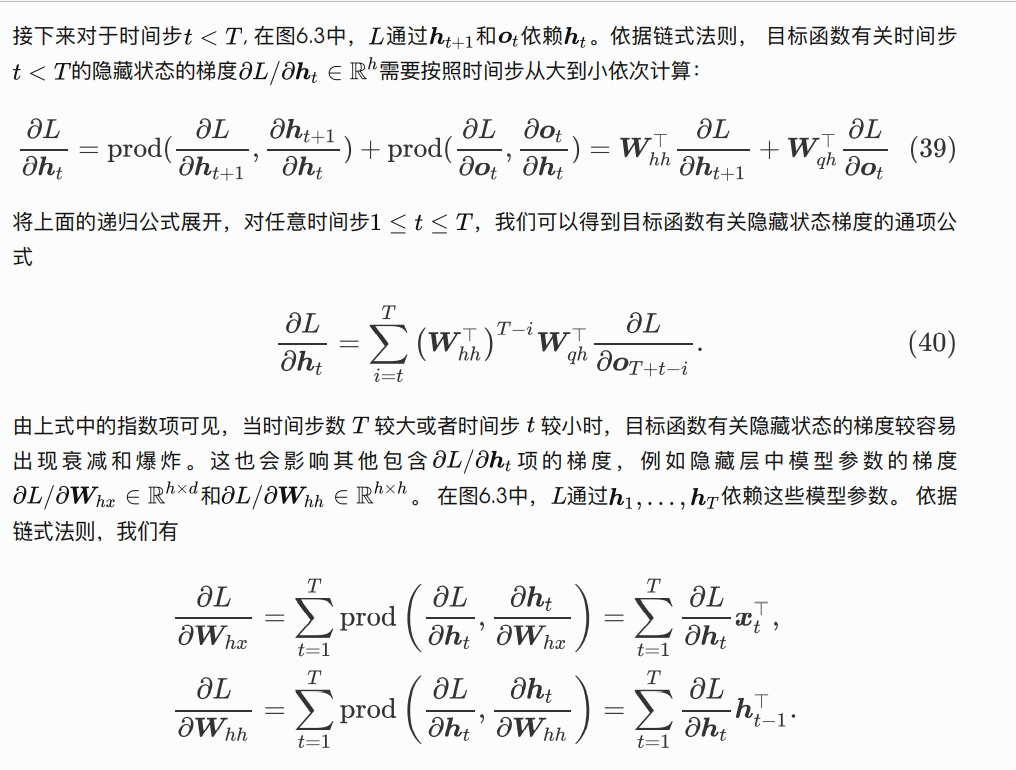 接下来对于时间步$t < T$, 在图6.3中，$L$通过$\boldsymbol{h}_{t+1}$和$\boldsymbol{o}_t$依赖$\boldsymbol{h}_t$。依据链式法则， 目标函数有关时间步
$t < T$的隐藏状态的梯度$\partial L/\partial \boldsymbol{h}_t \in \mathbb{R}^h$需要按照时间步从大到小依次计算：
$\frac{\partial L}{\partial \boldsymbol{h}_t} = \text{prod}(\frac{\partial L}{\partial \boldsymbol{h}_{t+1}}, \frac{\partial \boldsymbol{h}_{t+1}}{\partial \boldsymbol{h}_t}) + \text{prod}(\frac{\partial L}{\partial \boldsymbol{o}_t}, \frac{\partial \boldsymbol{o}_t}{\partial \boldsymbol{h}_t}) = \boldsymbol{W}_{hh}^\top \frac{\partial L}{\partial \boldsymbol{h}_{t+1}} + \boldsymbol{W}_{qh}^\top \frac{\partial L}{\partial \boldsymbol{o}_t}$ (39)
将上面的递归公式展开，对任意时间步$1 \leq t \leq T$，我们可以得到目标函数有关隐藏状态梯度的通项公
式
$\frac{\partial L}{\partial \boldsymbol{h}_t} = \sum_{i=t}^{T} \left(\boldsymbol{W}_{hh}^\top\right)^{T-i} \boldsymbol{W}_{qh}^\top \frac{\partial L}{\partial \boldsymbol{o}_{T+t-i}}.$ (40)
由上式中的指数项可见，当时间步数 $T$ 较大或者时间步 $t$ 较小时，目标函数有关隐藏状态的梯度较容易
出现衰减和爆炸。这也会影响其他包含$\partial L/\partial \boldsymbol{h}_t$项的梯度，例如隐藏层中模型参数的梯度
$\partial L/\partial \boldsymbol{W}_{hx} \in \mathbb{R}^{h \times d}$和$\partial L/\partial \boldsymbol{W}_{hh} \in \mathbb{R}^{h \times h}$。 在图6.3中，$L$通过$\boldsymbol{h}_1, \ldots, \boldsymbol{h}_T$依赖这些模型参数。 依据
链式法则，我们有
$\frac{\partial L}{\partial \boldsymbol{W}_{hx}} = \sum_{t=1}^{T} \text{prod}\left(\frac{\partial L}{\partial \boldsymbol{h}_t}, \frac{\partial \boldsymbol{h}_t}{\partial \boldsymbol{W}_{hx}}\right) = \sum_{t=1}^{T} \frac{\partial L}{\partial \boldsymbol{h}_t} \boldsymbol{x}_t^\top,$
$\frac{\partial L}{\partial \boldsymbol{W}_{hh}} = \sum_{t=1}^{T} \text{prod}\left(\frac{\partial L}{\partial \boldsymbol{h}_t}, \frac{\partial \boldsymbol{h}_t}{\partial \boldsymbol{W}_{hh}}\right) = \sum_{t=1}^{T} \frac{\partial L}{\partial \boldsymbol{h}_t} \boldsymbol{h}_{t-1}^\top.$